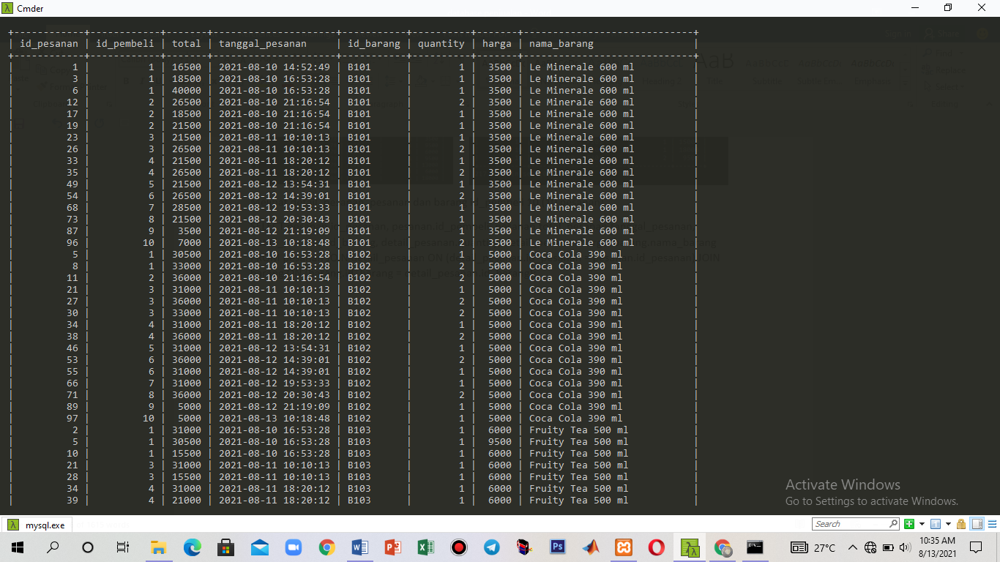 Cmder
+------------+------------+-------+---------------------+-----------+----------+-------+-----------------------------+
| id_pesanan | id_pembeli | total | tanggal_pesanan     | id_barang | quantity | harga | nama_barang                 |
+------------+------------+-------+---------------------+-----------+----------+-------+-----------------------------+
|          1 |          1 | 16500 | 2021-08-10 14:52:49 | B101      |        1 |  3500 | Le Minerale 600 ml          |
|          3 |          1 | 18500 | 2021-08-10 16:53:28 | B101      |        1 |  3500 | Le Minerale 600 ml          |
|          6 |          1 | 40000 | 2021-08-10 16:53:28 | B101      |        1 |  3500 | Le Minerale 600 ml          |
|         12 |          2 | 26500 | 2021-08-10 21:16:54 | B101      |        2 |  3500 | Le Minerale 600 ml          |
|         17 |          2 | 18500 | 2021-08-10 21:16:54 | B101      |        1 |  3500 | Le Minerale 600 ml          |
|         19 |          2 | 21500 | 2021-08-10 21:16:54 | B101      |        1 |  3500 | Le Minerale 600 ml          |
|         23 |          3 | 21500 | 2021-08-11 10:10:13 | B101      |        1 |  3500 | Le Minerale 600 ml          |
|         26 |          3 | 26500 | 2021-08-11 10:10:13 | B101      |        2 |  3500 | Le Minerale 600 ml          |
|         33 |          4 | 21500 | 2021-08-11 18:20:12 | B101      |        1 |  3500 | Le Minerale 600 ml          |
|         35 |          4 | 26500 | 2021-08-11 18:20:12 | B101      |        2 |  3500 | Le Minerale 600 ml          |
|         49 |          5 | 21500 | 2021-08-12 13:54:31 | B101      |        1 |  3500 | Le Minerale 600 ml          |
|         54 |          6 | 26500 | 2021-08-12 14:39:01 | B101      |        2 |  3500 | Le Minerale 600 ml          |
|         68 |          7 | 28500 | 2021-08-12 19:53:33 | B101      |        1 |  3500 | Le Minerale 600 ml          |
|         73 |          8 | 21500 | 2021-08-12 20:30:43 | B101      |        1 |  3500 | Le Minerale 600 ml          |
|         87 |          9 |  3500 | 2021-08-12 21:19:09 | B101      |        1 |  3500 | Le Minerale 600 ml          |
|         96 |         10 |  7000 | 2021-08-13 10:18:48 | B101      |        2 |  3500 | Le Minerale 600 ml          |
|          5 |          1 | 30500 | 2021-08-10 16:53:28 | B102      |        1 |  5000 | Coca Cola 390 ml            |
|          8 |          1 | 33000 | 2021-08-10 16:53:28 | B102      |        2 |  5000 | Coca Cola 390 ml            |
|         11 |          2 | 36000 | 2021-08-10 21:16:54 | B102      |        2 |  5000 | Coca Cola 390 ml            |
|         21 |          3 | 31000 | 2021-08-11 10:10:13 | B102      |        1 |  5000 | Coca Cola 390 ml            |
|         27 |          3 | 36000 | 2021-08-11 10:10:13 | B102      |        2 |  5000 | Coca Cola 390 ml            |
|         30 |          3 | 33000 | 2021-08-11 10:10:13 | B102      |        2 |  5000 | Coca Cola 390 ml            |
|         34 |          4 | 31000 | 2021-08-11 18:20:12 | B102      |        1 |  5000 | Coca Cola 390 ml            |
|         38 |          4 | 36000 | 2021-08-11 18:20:12 | B102      |        2 |  5000 | Coca Cola 390 ml            |
|         46 |          5 | 31000 | 2021-08-12 13:54:31 | B102      |        1 |  5000 | Coca Cola 390 ml            |
|         53 |          6 | 36000 | 2021-08-12 14:39:01 | B102      |        2 |  5000 | Coca Cola 390 ml            |
|         55 |          6 | 31000 | 2021-08-12 14:39:01 | B102      |        1 |  5000 | Coca Cola 390 ml            |
|         66 |          7 | 31000 | 2021-08-12 19:53:33 | B102      |        1 |  5000 | Coca Cola 390 ml            |
|         71 |          8 | 36000 | 2021-08-12 20:30:43 | B102      |        2 |  5000 | Coca Cola 390 ml            |
|         89 |          9 |  5000 | 2021-08-12 21:19:09 | B102      |        1 |  5000 | Coca Cola 390 ml            |
|         97 |         10 |  5000 | 2021-08-13 10:18:48 | B102      |        1 |  5000 | Coca Cola 390 ml            |
|          2 |          1 | 31000 | 2021-08-10 16:53:28 | B103      |        1 |  6000 | Fruity Tea 500 ml           |
|          5 |          1 | 30500 | 2021-08-10 16:53:28 | B103      |        1 |  9500 | Fruity Tea 500 ml           |
|         10 |          1 | 15500 | 2021-08-10 16:53:28 | B103      |        1 |  6000 | Fruity Tea 500 ml           |
|         21 |          3 | 31000 | 2021-08-11 10:10:13 | B103      |        1 |  6000 | Fruity Tea 500 ml           |
|         28 |          3 | 15500 | 2021-08-11 10:10:13 | B103      |        1 |  6000 | Fruity Tea 500 ml           |
|         34 |          4 | 31000 | 2021-08-11 18:20:12 | B103      |        1 |  6000 | Fruity Tea 500 ml           |
|         39 |          4 | 21000 | 2021-08-11 18:20:12 | B103      |        1 |  6000 | Fruity Tea 500 ml           |
Activate Windows
Go to Settings to activate Windows.
mysql.exe
Search
27°C
10:35 AM
8/13/2021